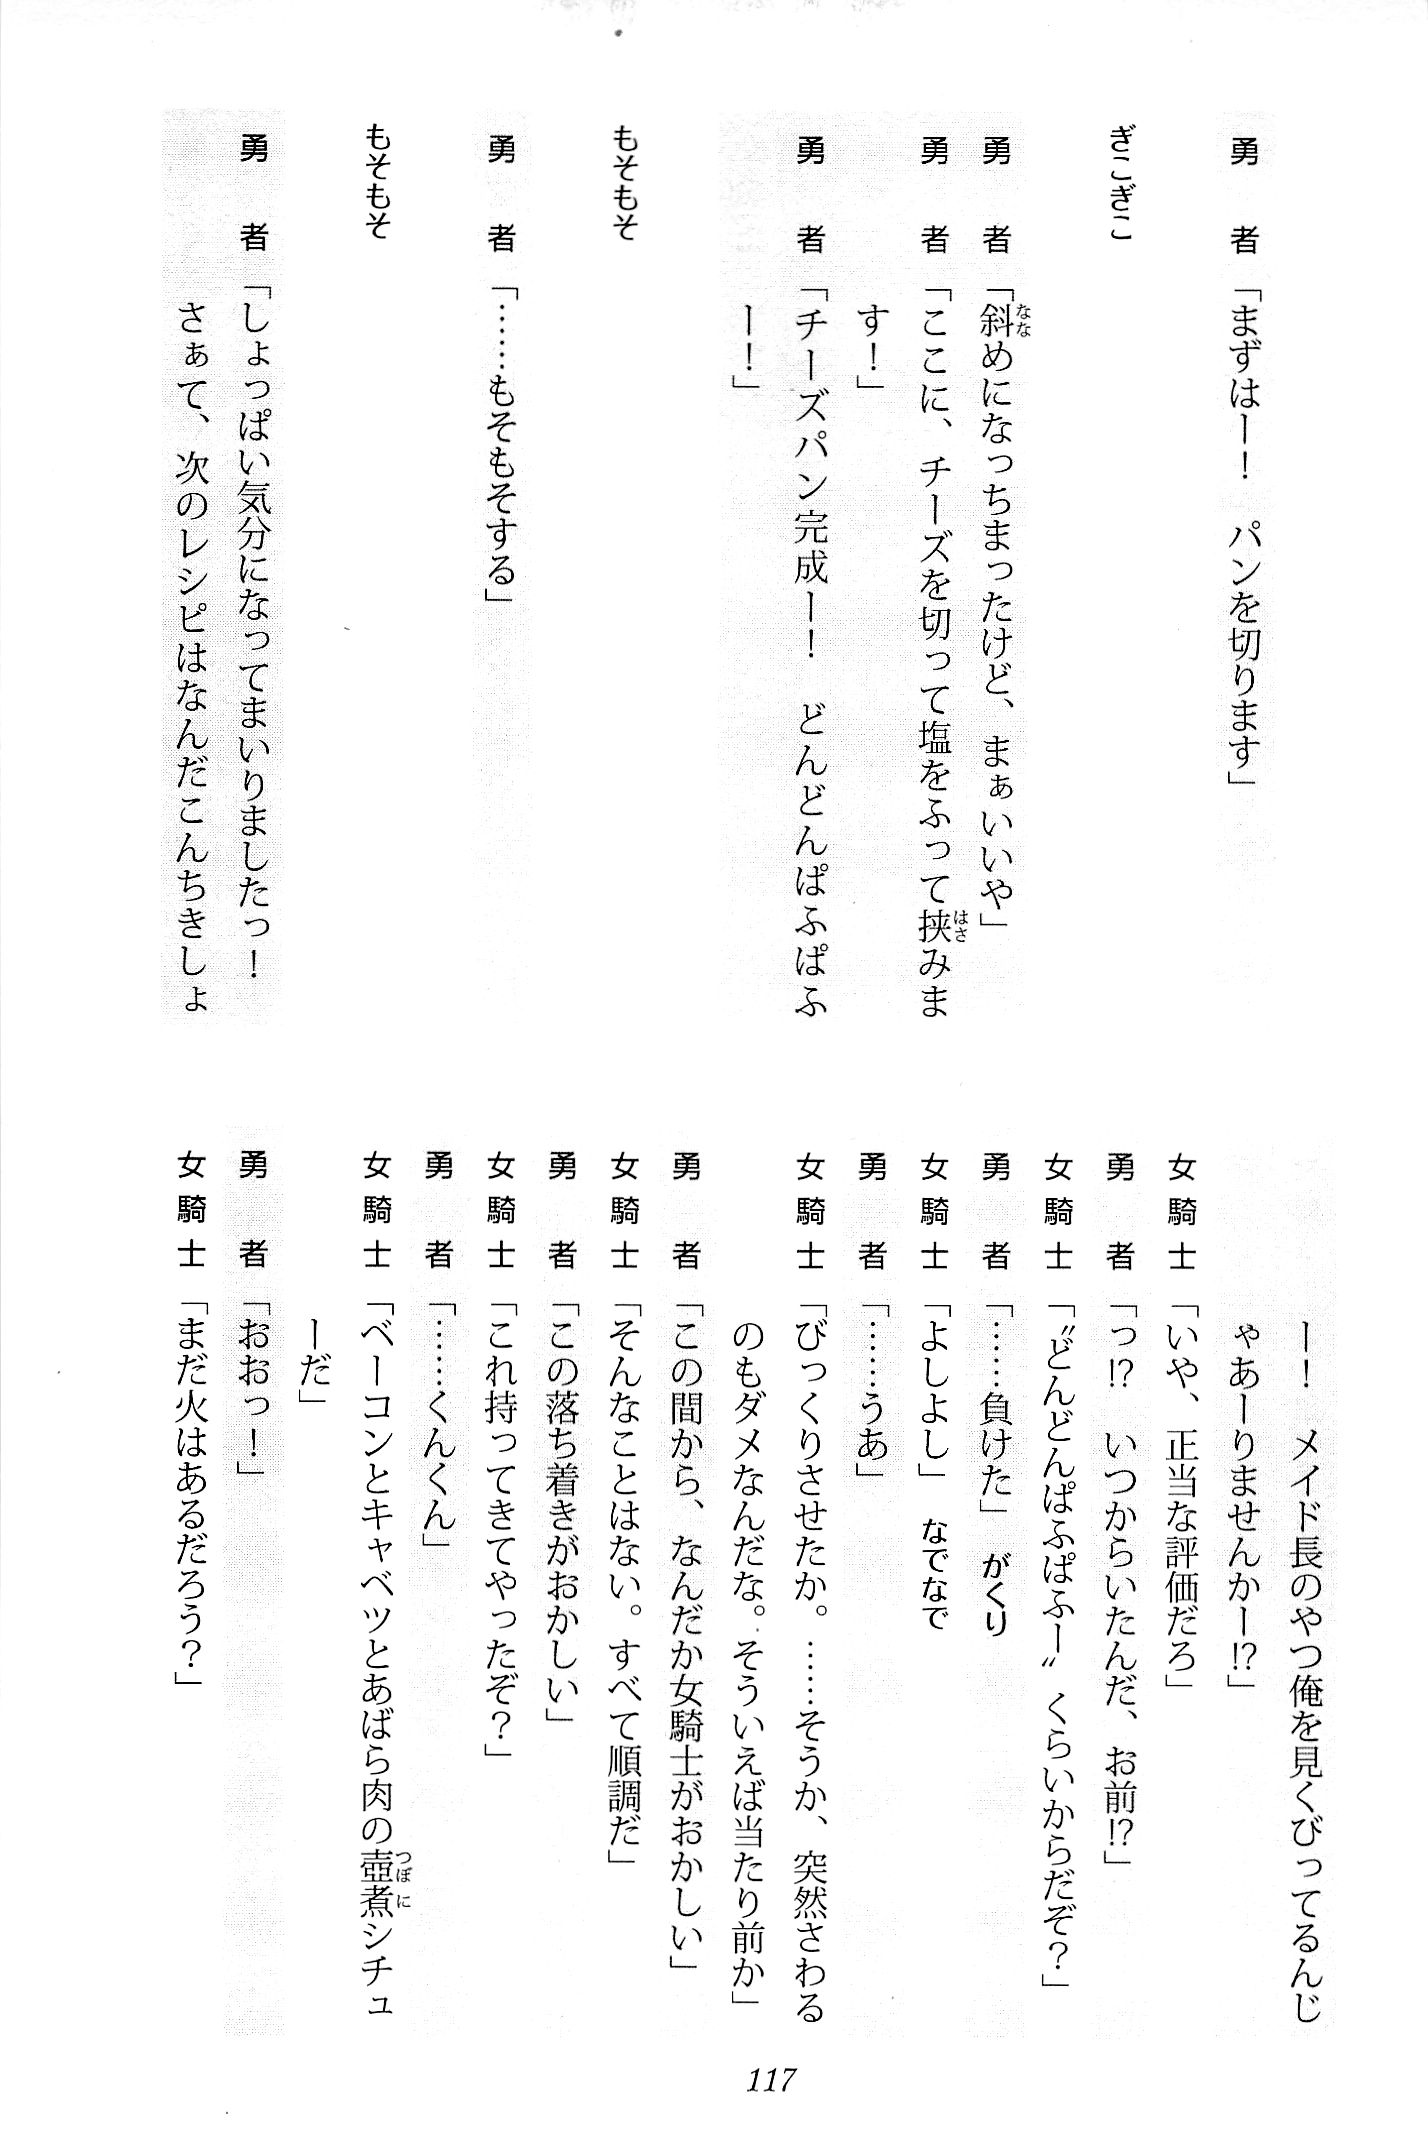 勇者「まずはー！　パンを切ります」
ぎこぎこ
勇者「斜めになっちまったけど、まぁいいや」
勇者「ここに、チーズを切って塩をふって挟みま
す！」
勇者「チーズパン完成ー！　どんどんぱふぱふ
ー！」
もそもそ
勇者「……もそもそする」
もそもそ
勇者「しょっぱい気分になってまいりましたっ！
さぁて、次のレシピはなんだこんちきしょ
ー！　メイド長のやつ俺を見くびってるんじ
ゃあーりませんかー!?」
女騎士「いや、正当な評価だろ」
勇者「っ!?　いつからいたんだ、お前!?」
女騎士「〝どんどんぱふぱふー〟くらいからだぞ？」
勇者「……負けた」　がくり
女騎士「よしよし」　なでなで
勇者「……うあ」
女騎士「びっくりさせたか。……そうか、突然さわる
のもダメなんだな。そういえば当たり前か」
勇者「この間から、なんだか女騎士がおかしい」
女騎士「そんなことはない。すべて順調だ」
勇者「この落ち着きがおかしい」
女騎士「これ持ってきてやったぞ？」
勇者「……くんくん」
女騎士「ベーコンとキャベツとあばら肉の壺煮シチュ
ーだ」
勇者「おおっ！」
女騎士「まだ火はあるだろう？」
117